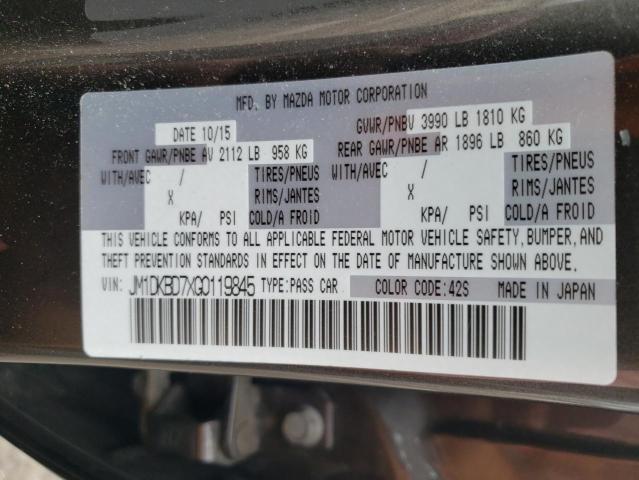 MFD. BY MAZDA MOTOR CORPORATION
DATE 10/15 GVWR/PNBV 3990 LB 1810 KG
FRONT GAWR/PNBE AV 2112 LB 958 KG REAR GAWR/PNBE AR 1896 LB 860 KG
WITH/AVEC / TIRES/PNEUS WITH/AVEC / TIRES/PNEUS
X RIMS/JANTES X RIMS/JANTES
KPA/ PSI COLD/A FROID KPA/ PSI COLD/A FROID
THIS VEHICLE CONFORMS TO ALL APPLICABLE FEDERAL MOTOR VEHICLE SAFETY, BUMPER, AND
THEFT PREVENTION STANDARDS IN EFFECT ON THE DATE OF MANUFACTURE SHOWN ABOVE.
VIN: JM1DKBD7XG0119845 TYPE:PASS CAR COLOR CODE:42S MADE IN JAPAN